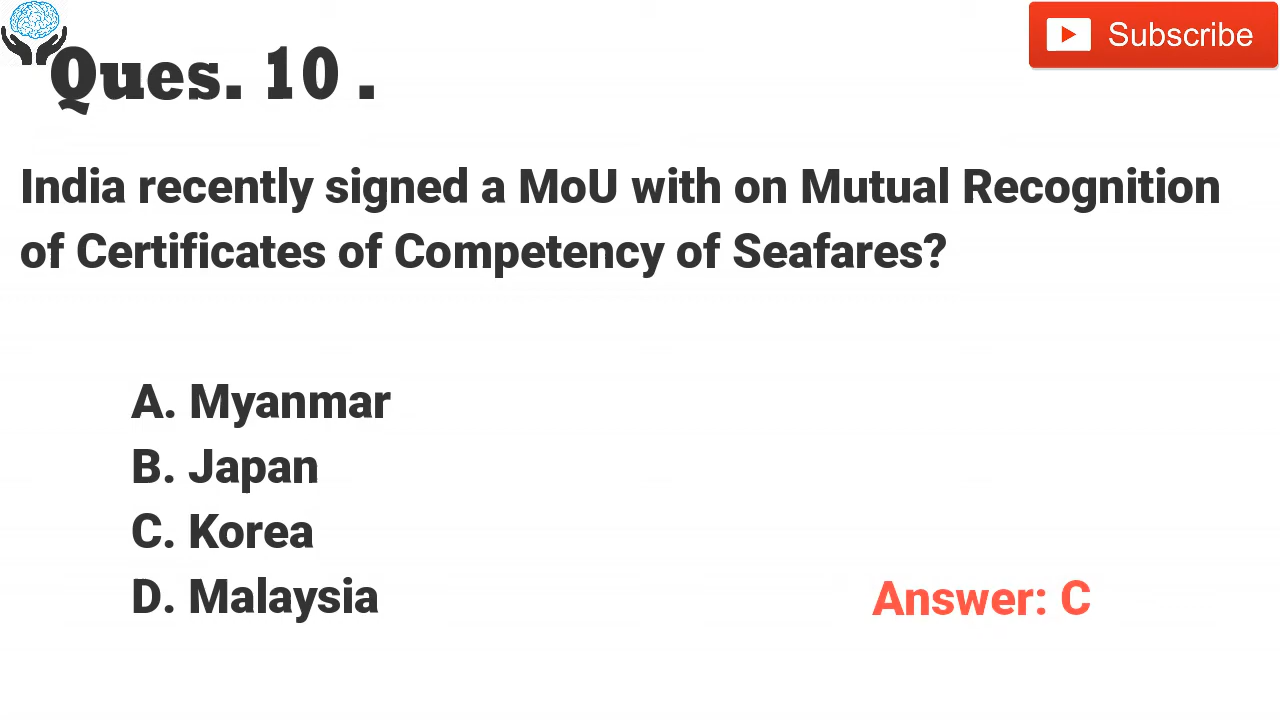 Subscribe
Ques. 10 .
India recently signed a MoU with on Mutual Recognition
of Certificates of Competency of Seafares?
A. Myanmar
B. Japan
C. Korea
D. Malaysia
Answer: C